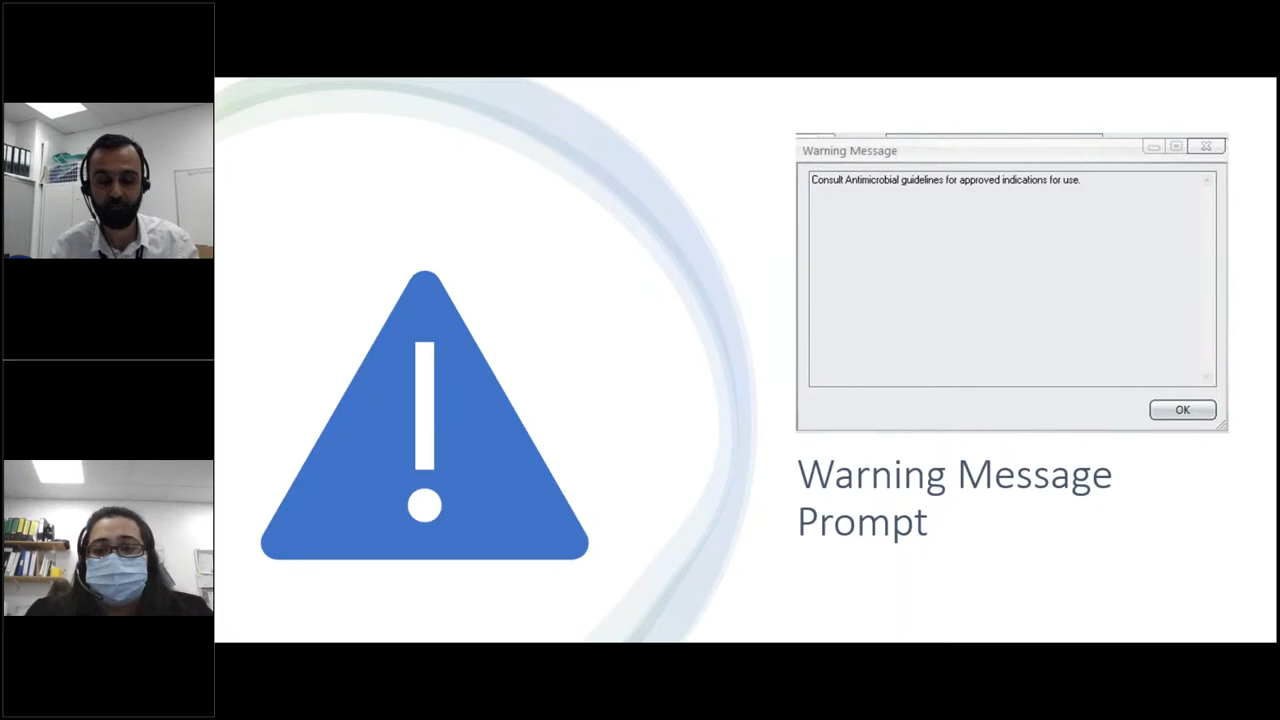 Warning Message
Consult Antimicrobial guidelines for approved indications for use.
OK
Warning Message
Prompt